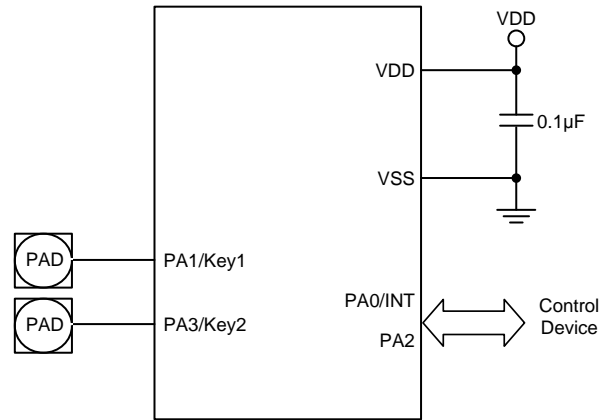 VDD
VDD
0.1µF
VSS
PAD
PA1/Key1
PAD
PA3/Key2
PA0/INT
PA2
Control
Device